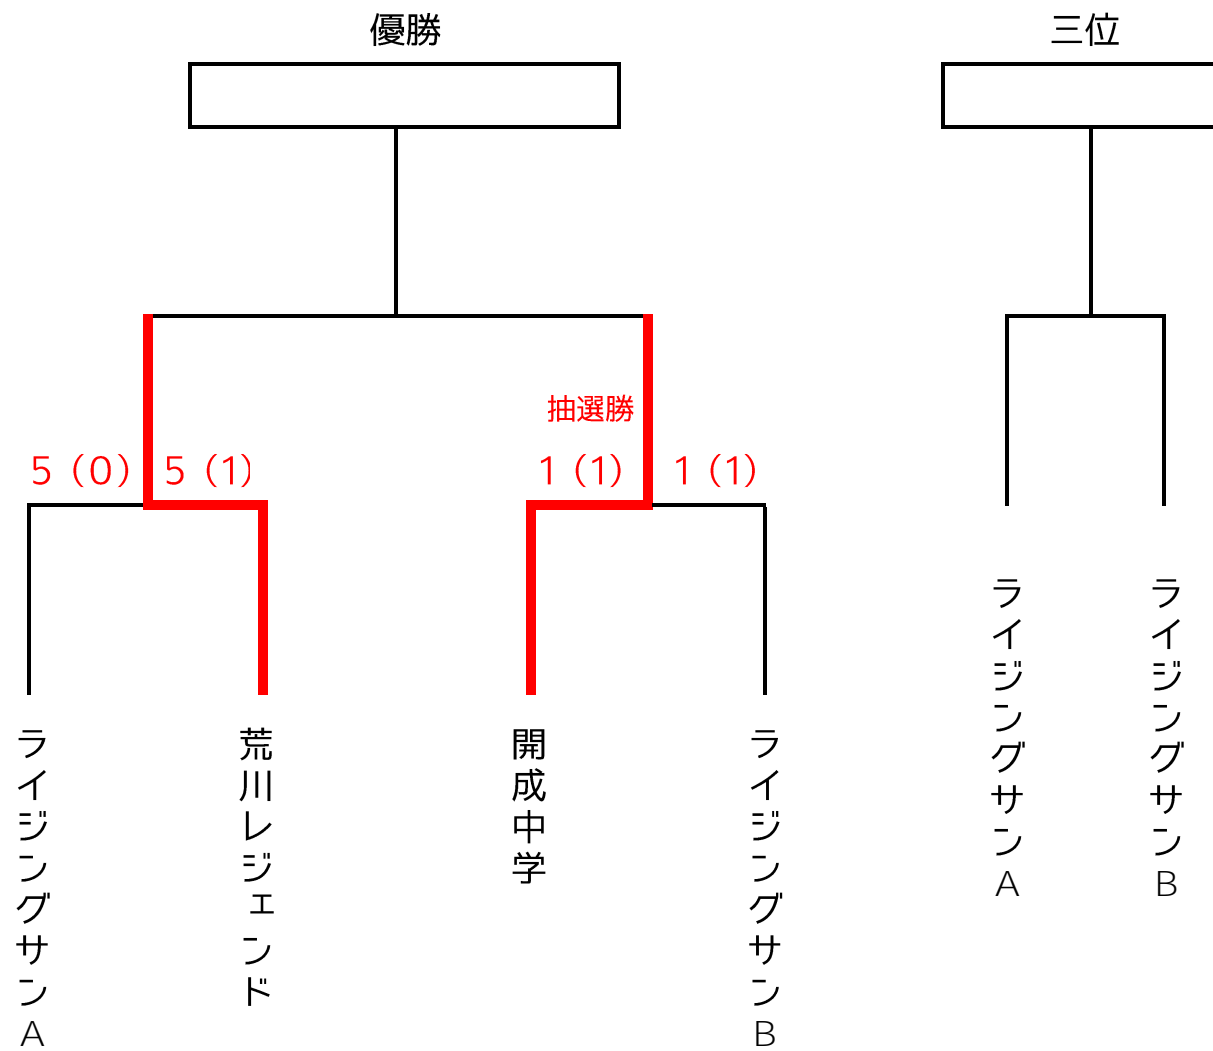 優勝
三位
抽選勝
５（０）
５（１）
１（１）
１（１）
ライジングサンＡ
荒川レジェンド
開成中学
ライジングサンＢ
ライジングサンＡ
ライジングサンＢ